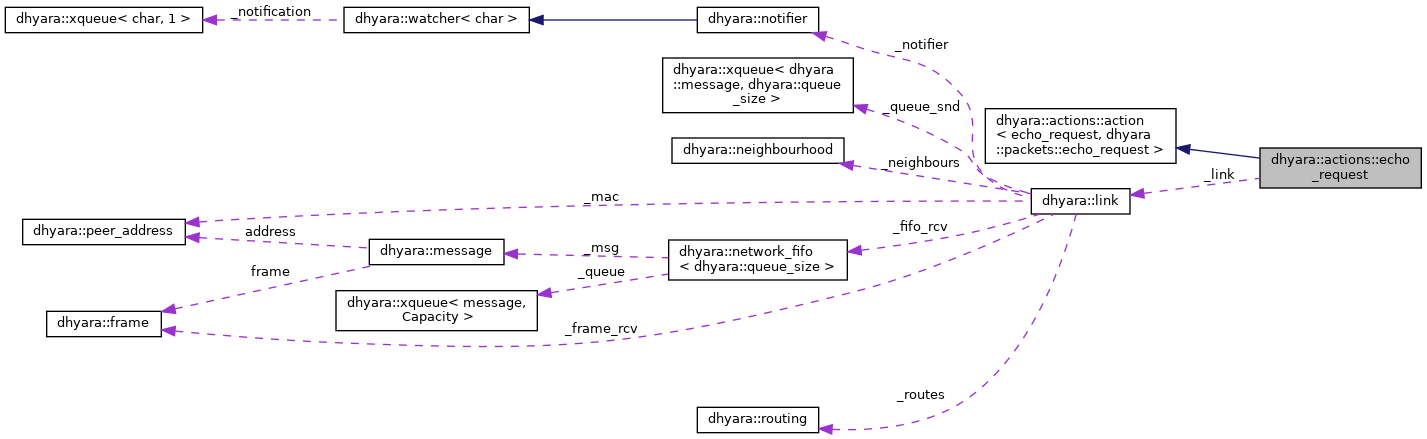 dhyara::xqueue< char, 1 >
_notification
dhyara::watcher< char >
dhyara::notifier
_notifier
dhyara::xqueue< dhyara
::message, dhyara::queue
_size >
_queue_snd
dhyara::neighbourhood
_neighbours
dhyara::actions::action
< echo_request, dhyara
::packets::echo_request >
dhyara::actions::echo
_request
_link
dhyara::link
_mac
dhyara::peer_address
address
dhyara::message
_msg
dhyara::network_fifo
< dhyara::queue_size >
_fifo_rcv
_queue
frame
dhyara::xqueue< message,
Capacity >
dhyara::frame
_frame_rcv
_routes
dhyara::routing